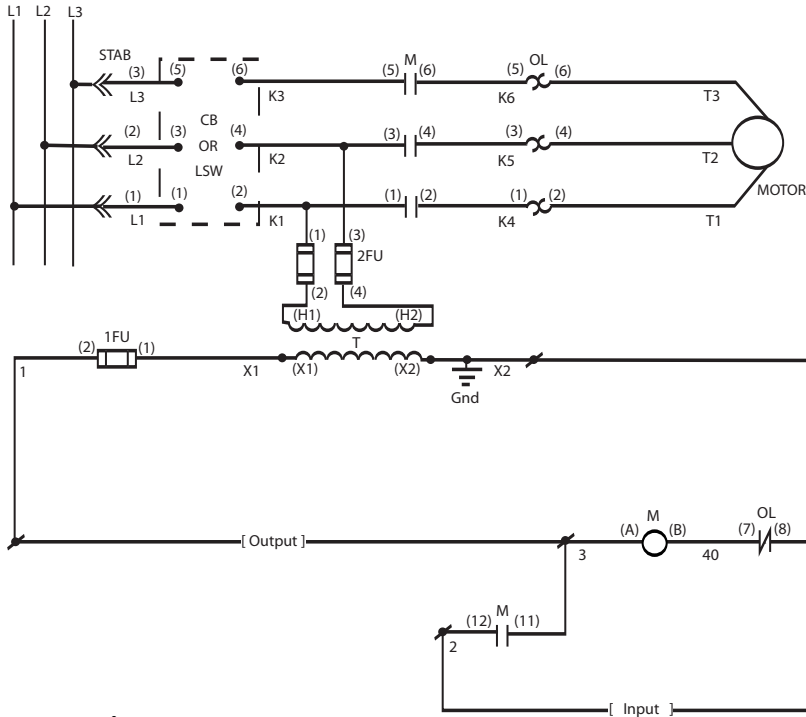 L1 L2 L3
STAB
(3) (5) (6) (5) M (6) (5) OL (6)
L3 K3 K6 T3
CB
(2) (3) (4) (3) (4) (3) (4)
OR
L2 K2 K5 T2
LSW
MOTOR
(1) (1) (2) (1) (2) (1) (2)
L1 K1 K4 T1
(1) (3)
2FU
(2) (4)
(H1) (H2)
1FU
T
(2) (1)
1 X1 (X1) (X2) X2
Gnd
M OL
(A) (B) (7) (8)
[ Output ]
3 40
M
(12) (11)
2
[ Input ]